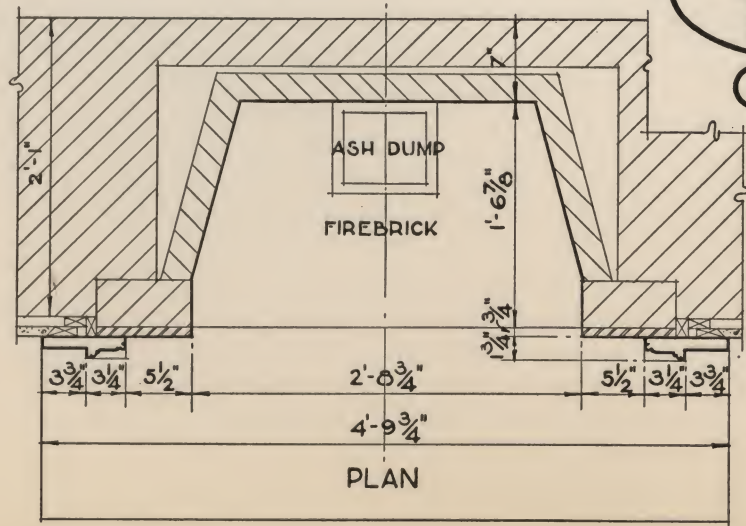 7"
2'-1"
ASH DUMP
1'-6 7/8
FIREBRICK
3/4
1 3/4"
3 3/4" 3 1/4" 5 1/2" 2'-8 3/4" 5 1/2" 3 1/4" 3 3/4"
4'-9 3/4"
PLAN